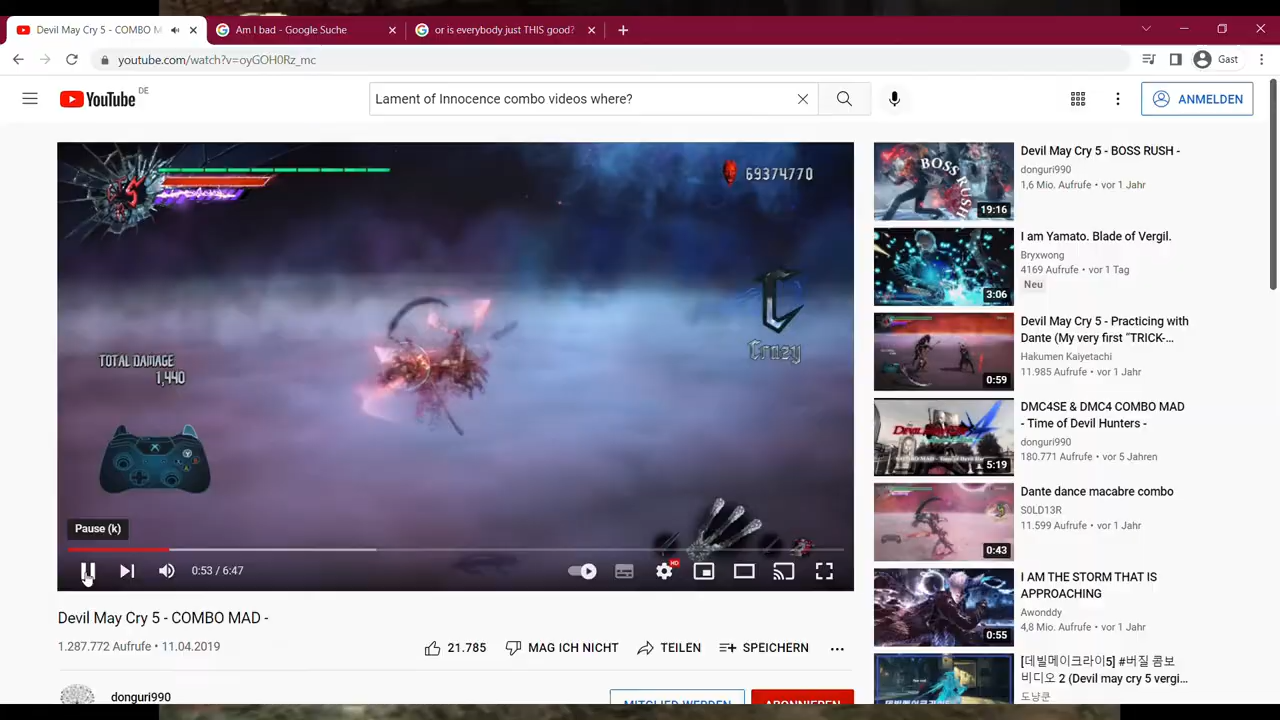 Devil May Cry 5 - COMBO M
Am I bad - Google Suche
or is everybody just THIS good?
youtube.com/watch?v=oyGOH0Rz_mc
Gast
YouTube DE
Lament of Innocence combo videos where?
ANMELDEN
69374770
Crazy
TOTAL DAMAGE
1,440
Pause (k)
0:53 / 6:47
HD
Devil May Cry 5 - COMBO MAD -
1.287.772 Aufrufe • 11.04.2019
21.785
MAG ICH NICHT
TEILEN
SPEICHERN
donguri990
MITGLIED WERDEN
ABONNIEREN
BOSS RUSH
19:16
Devil May Cry 5 - BOSS RUSH -
donguri990
1,6 Mio. Aufrufe • vor 1 Jahr
3:06
I am Yamato. Blade of Vergil.
Bryxwong
4169 Aufrufe • vor 1 Tag
Neu
0:59
Devil May Cry 5 - Practicing with
Dante (My very first “TRICK-...
Hakumen Kaiyetachi
11.985 Aufrufe • vor 1 Jahr
5:19
DMC4SE & DMC4 COMBO MAD
- Time of Devil Hunters -
donguri990
180.771 Aufrufe • vor 5 Jahren
0:43
Dante dance macabre combo
S0LD13R
11.599 Aufrufe • vor 1 Jahr
0:55
I AM THE STORM THAT IS
APPROACHING
Awonddy
4,8 Mio. Aufrufe • vor 1 Jahr
[데빌메이크라이5] #버질 콤보
비디오 2 (Devil may cry 5 vergi...
도냥쿤